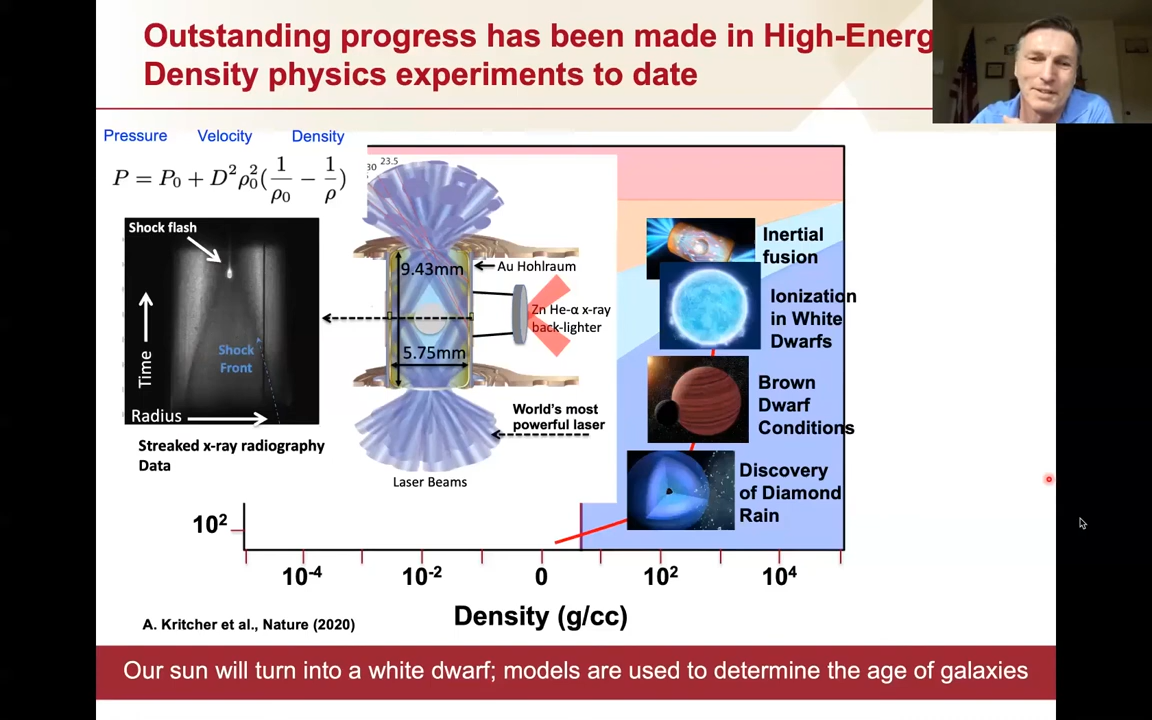 Outstanding progress has been made in High-Energ
Density physics experiments to date
Pressure Velocity Density
P = P₀ + D²ρ₀²(1/ρ₀ − 1/ρ)
30 23.5
Shock flash
Shock
Front
Time
Radius
Streaked x-ray radiography
Data
9.43mm
Au Hohlraum
Zn He-α x-ray
back-lighter
5.75mm
World's most
powerful laser
Laser Beams
Inertial
fusion
Ionization
in White
Dwarfs
Brown
Dwarf
Conditions
Discovery
of Diamond
Rain
10²
10⁻⁴ 10⁻² 0 10² 10⁴
Density (g/cc)
A. Kritcher et al., Nature (2020)
Our sun will turn into a white dwarf; models are used to determine the age of galaxies